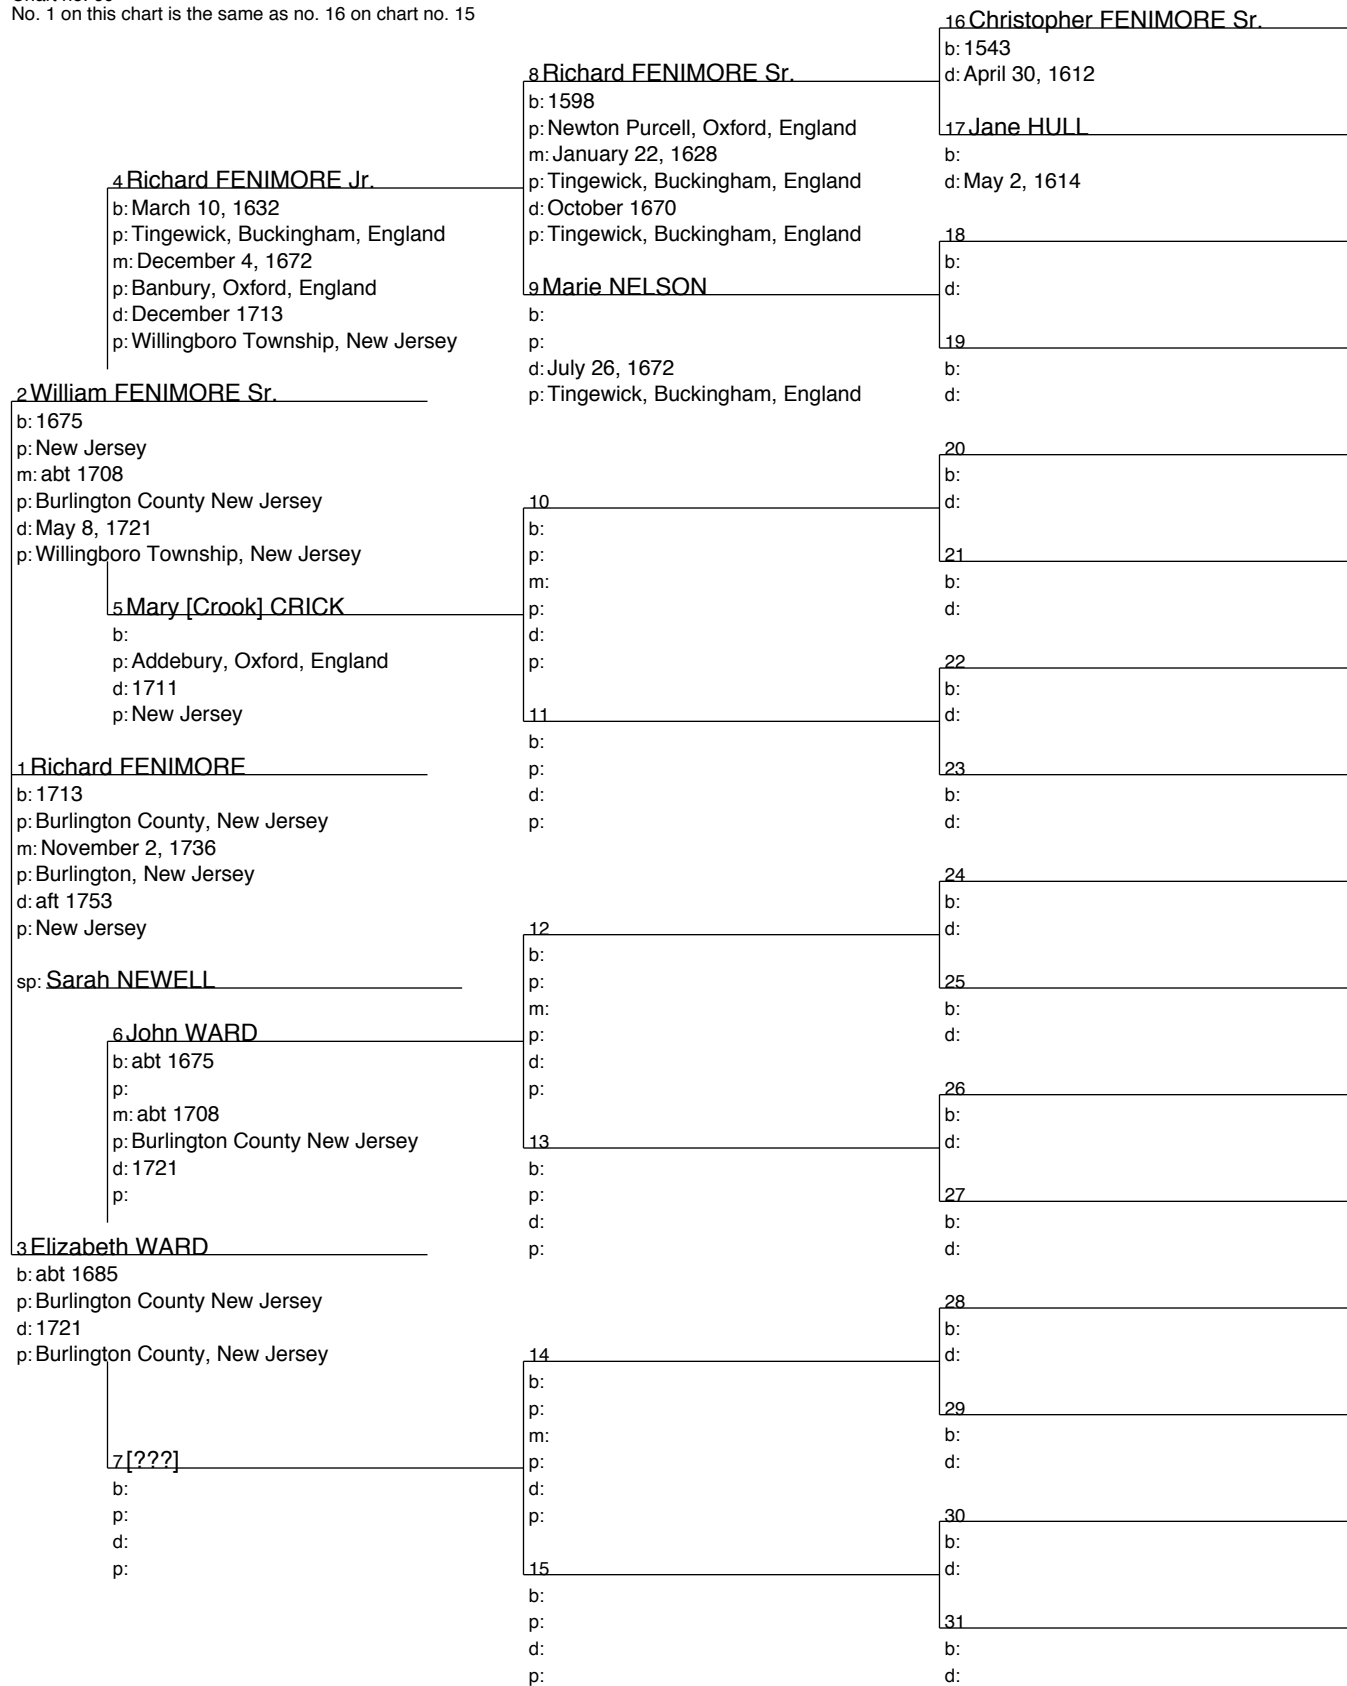 No. 1 on this chart is the same as no. 16 on chart no. 15
16 Christopher FENIMORE Sr.
b: 1543
d: April 30, 1612
8 Richard FENIMORE Sr.
b: 1598
p: Newton Purcell, Oxford, England
m: January 22, 1628
p: Tingewick, Buckingham, England
d: October 1670
p: Tingewick, Buckingham, England
17 Jane HULL
b:
d: May 2, 1614
4 Richard FENIMORE Jr.
b: March 10, 1632
p: Tingewick, Buckingham, England
m: December 4, 1672
p: Banbury, Oxford, England
d: December 1713
p: Willingboro Township, New Jersey
18
b:
d:
9 Marie NELSON
b:
p:
d: July 26, 1672
p: Tingewick, Buckingham, England
19
b:
d:
2 William FENIMORE Sr.
b: 1675
p: New Jersey
m: abt 1708
p: Burlington County New Jersey
d: May 8, 1721
p: Willingboro Township, New Jersey
20
b:
d:
10
b:
p:
m:
p:
d:
p:
21
b:
d:
5 Mary [Crook] CRICK
b:
p: Addebury, Oxford, England
d: 1711
p: New Jersey
22
b:
d:
11
b:
p:
d:
p:
23
b:
d:
1 Richard FENIMORE
b: 1713
p: Burlington County, New Jersey
m: November 2, 1736
p: Burlington, New Jersey
d: aft 1753
p: New Jersey
sp: Sarah NEWELL
24
b:
d:
12
b:
p:
m:
p:
d:
p:
25
b:
d:
6 John WARD
b: abt 1675
p:
m: abt 1708
p: Burlington County New Jersey
d: 1721
p:
26
b:
d:
13
b:
p:
d:
p:
27
b:
d:
3 Elizabeth WARD
b: abt 1685
p: Burlington County New Jersey
d: 1721
p: Burlington County, New Jersey
28
b:
d:
14
b:
p:
m:
p:
d:
p:
29
b:
d:
7 [???]
b:
p:
d:
p:
30
b:
d:
15
b:
p:
d:
p:
31
b:
d: